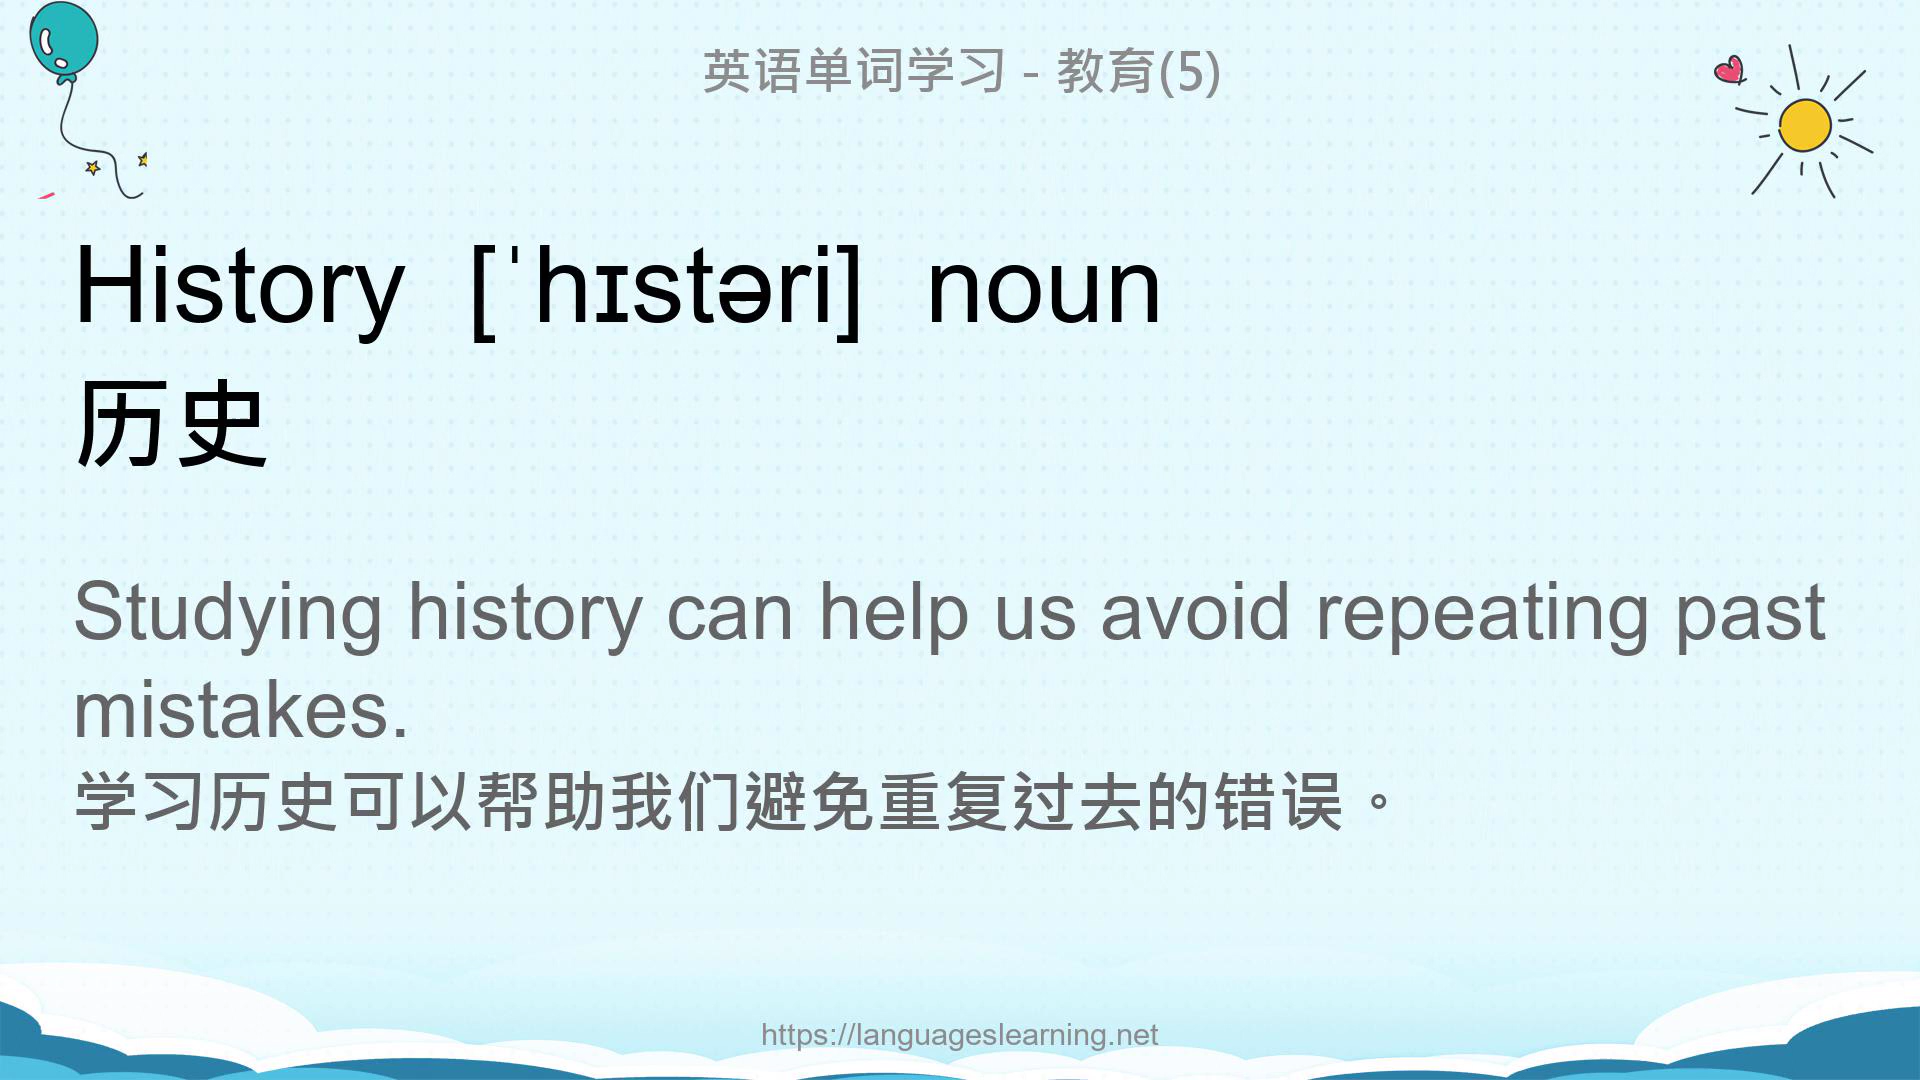 英语单词学习 - 教育(5)
History [ˈhɪstəri] noun
历史
Studying history can help us avoid repeating past
mistakes.
学习历史可以帮助我们避免重复过去的错误。
https://languageslearning.net